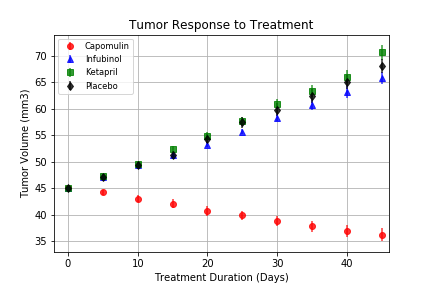 Tumor Response to Treatment
Capomulin
Infubinol
Ketapril
Placebo
Tumor Volume (mm3)
70
65
60
55
50
45
40
35
0 10 20 30 40
Treatment Duration (Days)